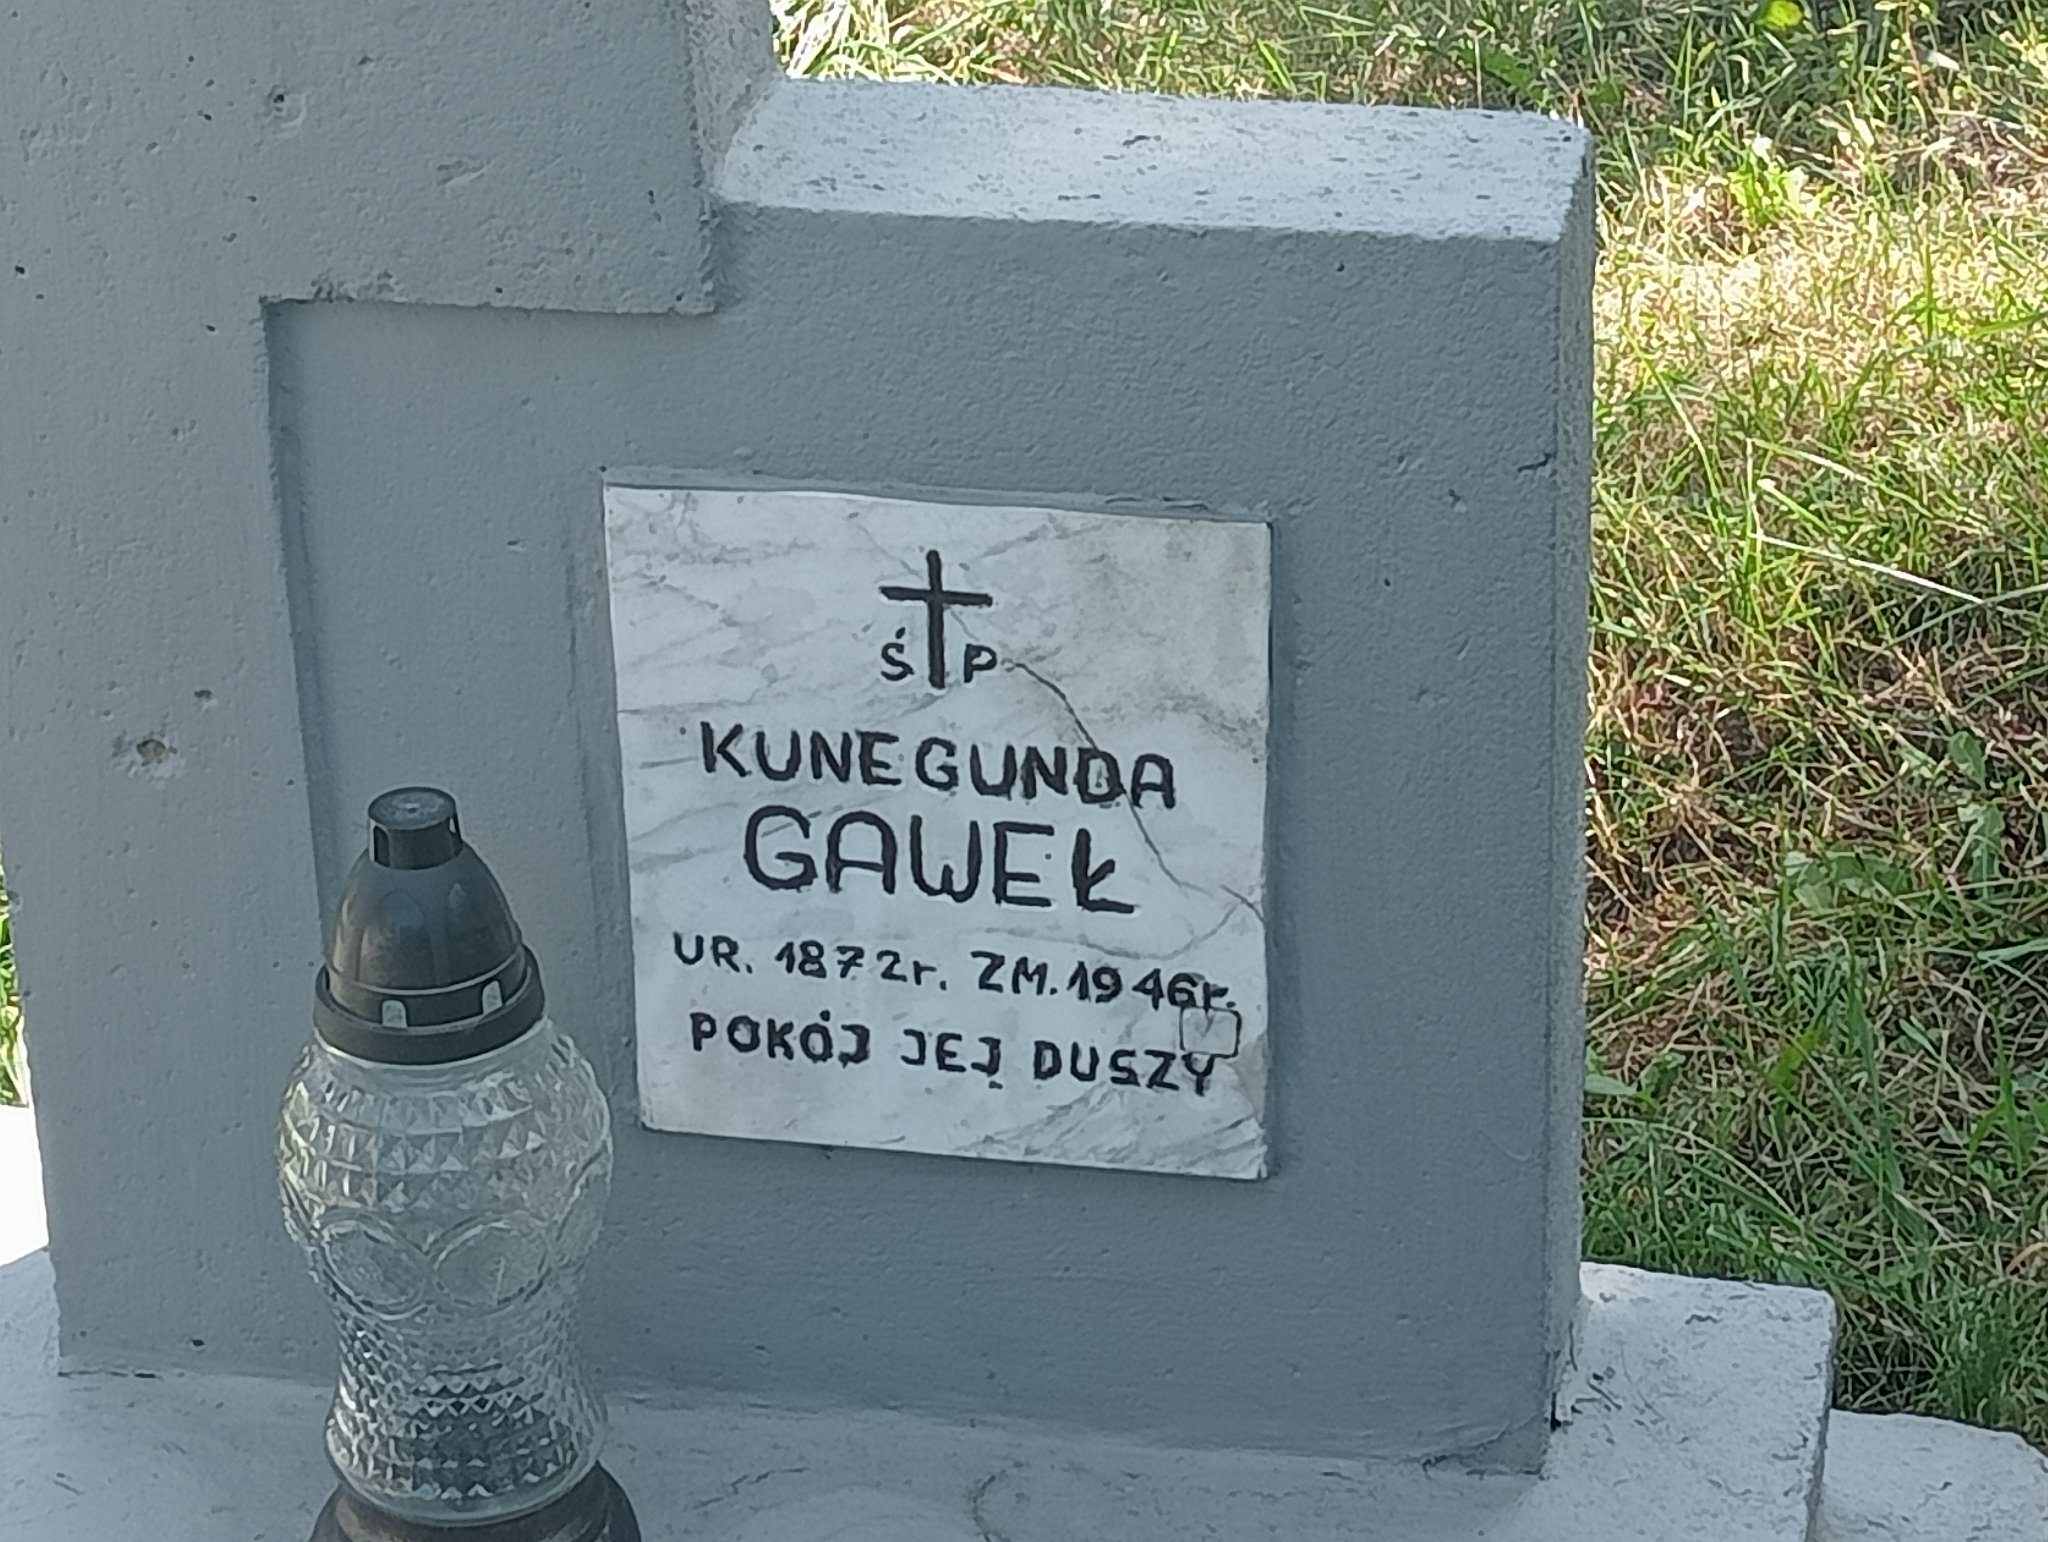 Ś P
KUNEGUNDA
GAWEŁ
UR. 1872r. ZM. 1946r.
POKÓJ JEJ DUSZY